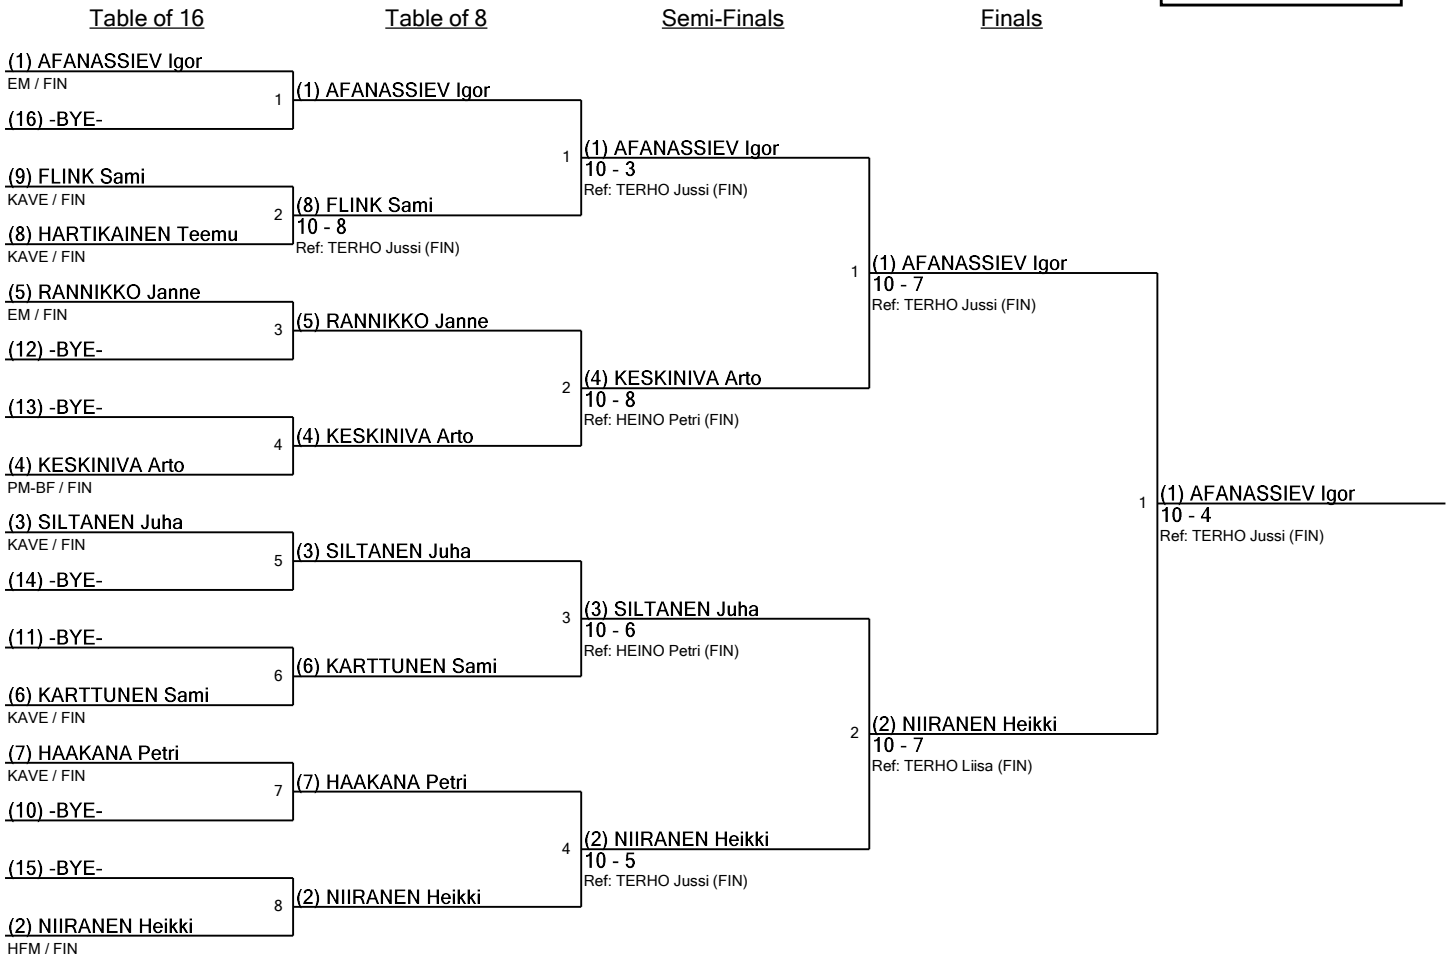 Table of 16
Table of 8
Semi-Finals
Finals
(1) AFANASSIEV Igor
EM / FIN
(16) -BYE-
(9) FLINK Sami
KAVE / FIN
(8) HARTIKAINEN Teemu
KAVE / FIN
(5) RANNIKKO Janne
EM / FIN
(12) -BYE-
(13) -BYE-
(4) KESKINIVA Arto
PM-BF / FIN
(3) SILTANEN Juha
KAVE / FIN
(14) -BYE-
(11) -BYE-
(6) KARTTUNEN Sami
KAVE / FIN
(7) HAAKANA Petri
KAVE / FIN
(10) -BYE-
(15) -BYE-
(2) NIIRANEN Heikki
HFM / FIN
1
2
3
4
5
6
7
8
(1) AFANASSIEV Igor
(8) FLINK Sami
10 - 8
Ref: TERHO Jussi (FIN)
(5) RANNIKKO Janne
(4) KESKINIVA Arto
(3) SILTANEN Juha
(6) KARTTUNEN Sami
(7) HAAKANA Petri
(2) NIIRANEN Heikki
1
2
3
4
(1) AFANASSIEV Igor
10 - 3
Ref: TERHO Jussi (FIN)
(4) KESKINIVA Arto
10 - 8
Ref: HEINO Petri (FIN)
(3) SILTANEN Juha
10 - 6
Ref: HEINO Petri (FIN)
(2) NIIRANEN Heikki
10 - 5
Ref: TERHO Jussi (FIN)
1
2
(1) AFANASSIEV Igor
10 - 7
Ref: TERHO Jussi (FIN)
(2) NIIRANEN Heikki
10 - 7
Ref: TERHO Liisa (FIN)
1
(1) AFANASSIEV Igor
10 - 4
Ref: TERHO Jussi (FIN)